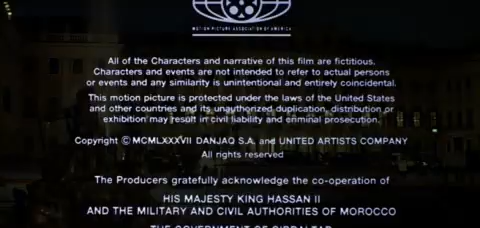 MOTION PICTURE ASSOCIATION OF AMERICA
All of the Characters and narrative of this film are fictitious.
Characters and events are not intended to refer to actual persons
or events and any similarity is unintentional and entirely coincidental.
This motion picture is protected under the laws of the United States
and other countries and its unauthorized duplication, distribution or
exhibition may result in civil liability and criminal prosecution.
Copyright © MCMLXXXVII DANJAQ S.A. and UNITED ARTISTS COMPANY
All rights reserved
The Producers gratefully acknowledge the co-operation of
HIS MAJESTY KING HASSAN II
AND THE MILITARY AND CIVIL AUTHORITIES OF MOROCCO
THE GOVERNMENT OF GIBRALTAR